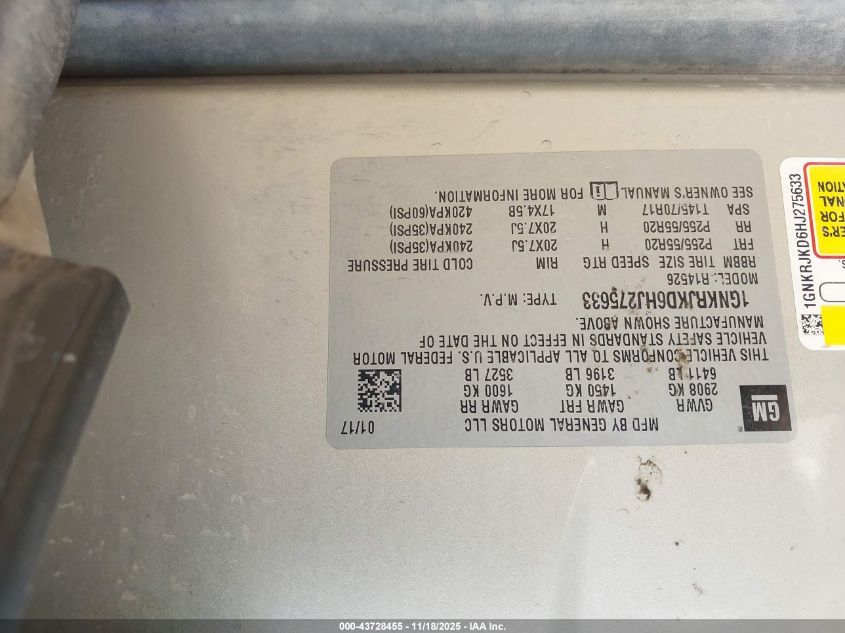 GM
®
MFD BY GENERAL MOTORS LLC 01/17
GVWR GAWR FRT GAWR RR
2908 KG 1450 KG 1600 KG
6411 LB 3196 LB 3527 LB
THIS VEHICLE CONFORMS TO ALL APPLICABLE U.S. FEDERAL MOTOR
VEHICLE SAFETY STANDARDS IN EFFECT ON THE DATE OF
MANUFACTURE SHOWN ABOVE.
1GNKRJKD6HJ275633 TYPE: M.P.V.
MODEL: R14526
RBBM TIRE SIZE SPEED RTG RIM COLD TIRE PRESSURE
FRT P255/55R20 H 20X7.5J 240KPA(35PSI)
RR P255/55R20 H 20X7.5J 240KPA(35PSI)
SPA T145/70R17 M 17X4.5B 420KPA(60PSI)
SEE OWNER'S MANUAL FOR MORE INFORMATION.
1GNKRJKD6HJ275633
000-43728455 - 11/18/2025 - IAA Inc.